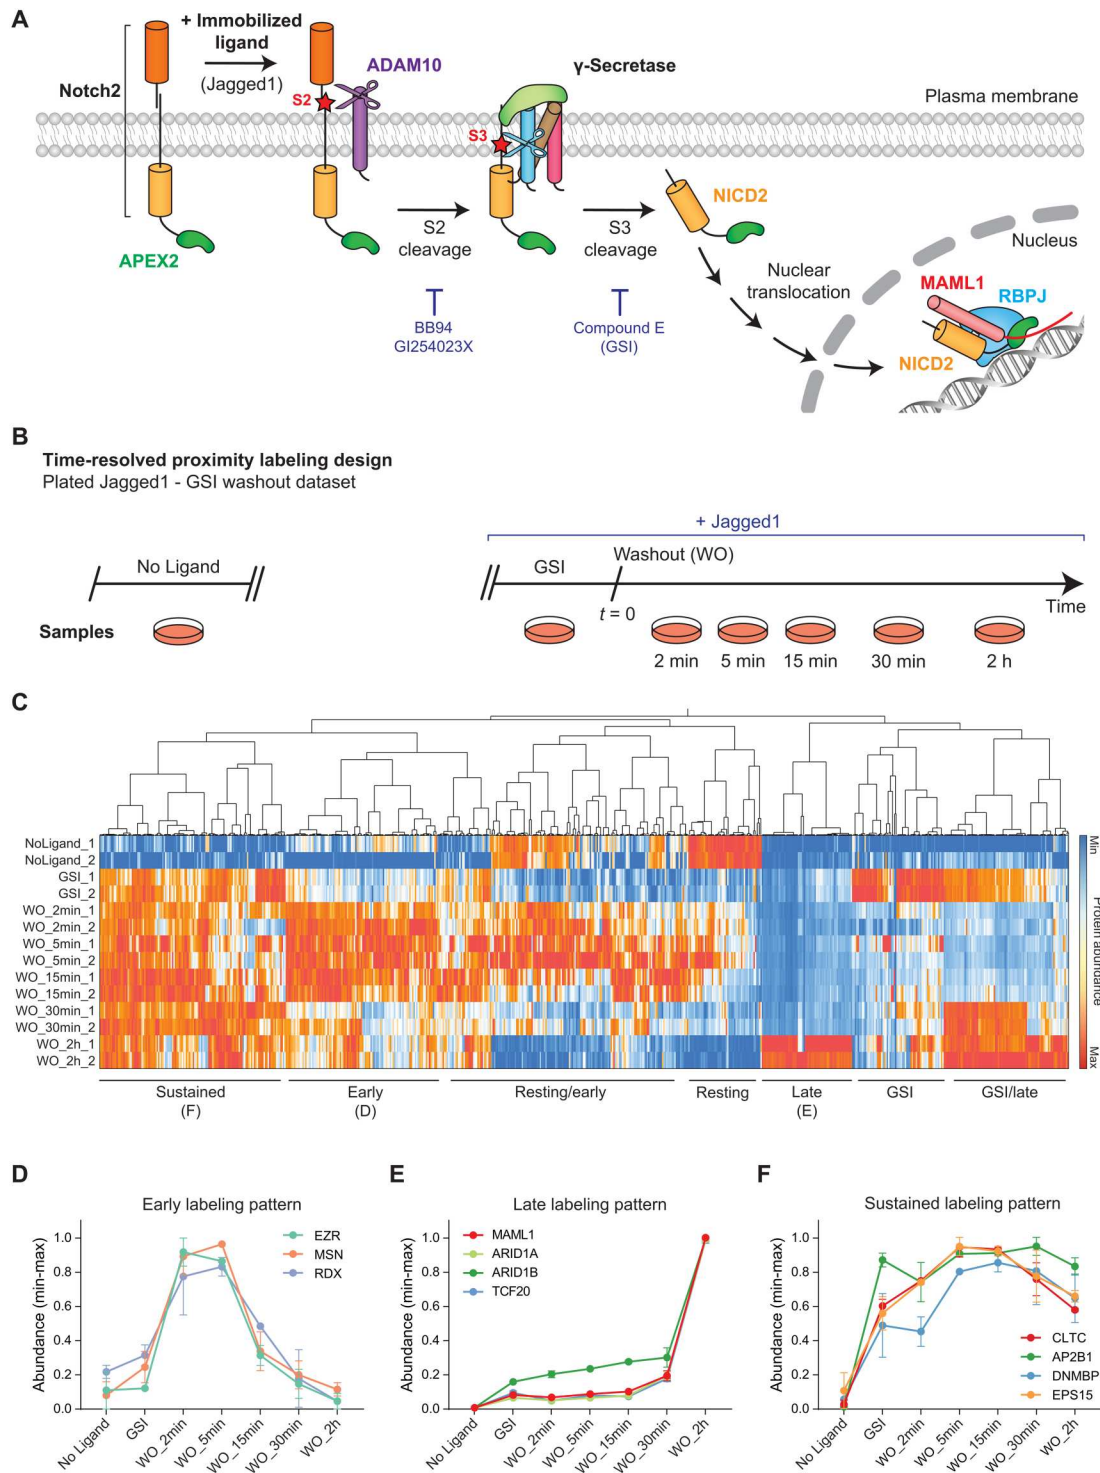 A
+ Immobilized
ligand
(Jagged1)
Notch2
APEX2
S2
ADAM10
S2
cleavage
BB94
GI254023X
γ-Secretase
S3
S3
cleavage
Compound E
(GSI)
Plasma membrane
NICD2
Nuclear
translocation
Nucleus
MAML1
RBPJ
NICD2
B
Time-resolved proximity labeling design
Plated Jagged1 - GSI washout dataset
+ Jagged1
No Ligand
GSI
Washout (WO)
t = 0
Time
Samples
2 min 5 min 15 min 30 min 2 h
C
NoLigand_1
NoLigand_2
GSI_1
GSI_2
WO_2min_1
WO_2min_2
WO_5min_1
WO_5min_2
WO_15min_1
WO_15min_2
WO_30min_1
WO_30min_2
WO_2h_1
WO_2h_2
Min
Protein abundance
Max
Sustained
(F)
Early
(D)
Resting/early
Resting
Late
(E)
GSI
GSI/late
D
Early labeling pattern
Abundance (min-max)
1.0
0.8
0.6
0.4
0.2
0.0
EZR
MSN
RDX
No Ligand
GSI
WO_2min
WO_5min
WO_15min
WO_30min
WO_2h
E
Late labeling pattern
Abundance (min-max)
1.0
0.8
0.6
0.4
0.2
0.0
MAML1
ARID1A
ARID1B
TCF20
No Ligand
GSI
WO_2min
WO_5min
WO_15min
WO_30min
WO_2h
F
Sustained labeling pattern
Abundance (min-max)
1.0
0.8
0.6
0.4
0.2
0.0
CLTC
AP2B1
DNMBP
EPS15
No Ligand
GSI
WO_2min
WO_5min
WO_15min
WO_30min
WO_2h